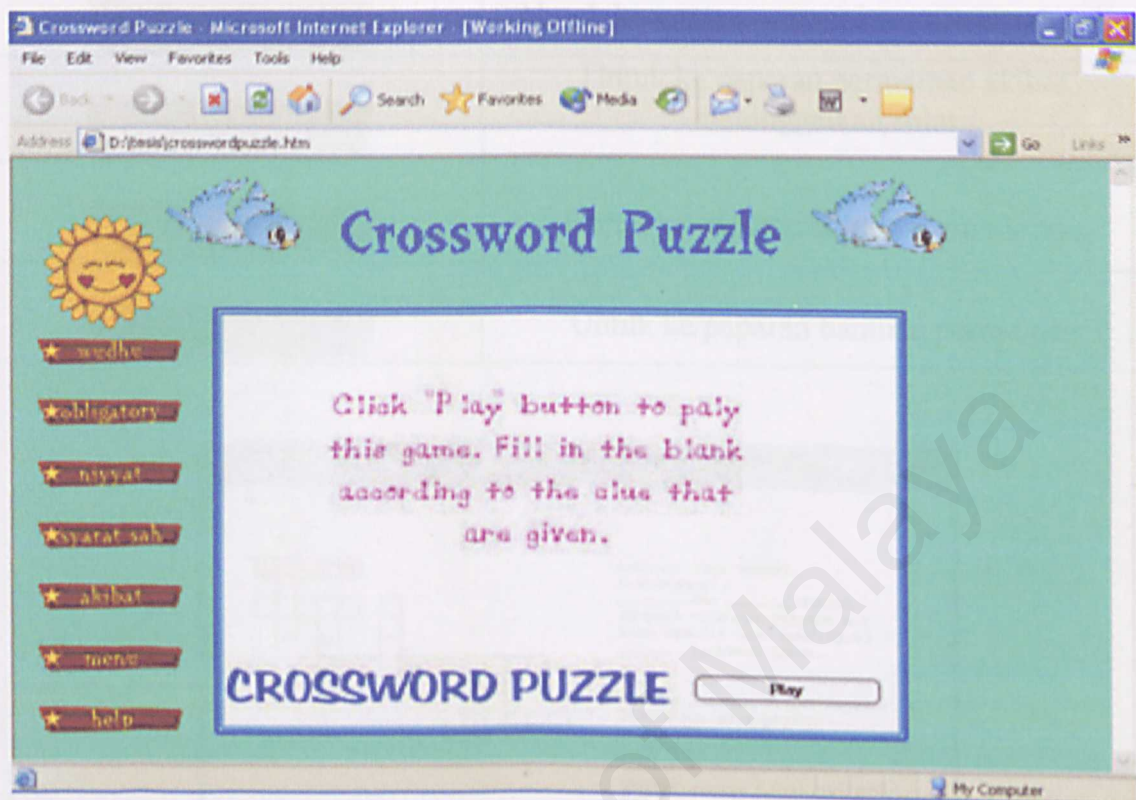 Crossword Puzzle - Microsoft Internet Explorer - [Working Offline]
File Edit View Favorites Tools Help
Back Search Favorites Media
Address D:\tesis\crosswordpuzzle.htm Go Links
Crossword Puzzle
wudhu
obligatory
niyyat
syarat sah
akibat
menu
help
Click "Play" button to paly
this game. Fill in the blank
according to the clue that
are given.
CROSSWORD PUZZLE Play
My Computer
of Malaya